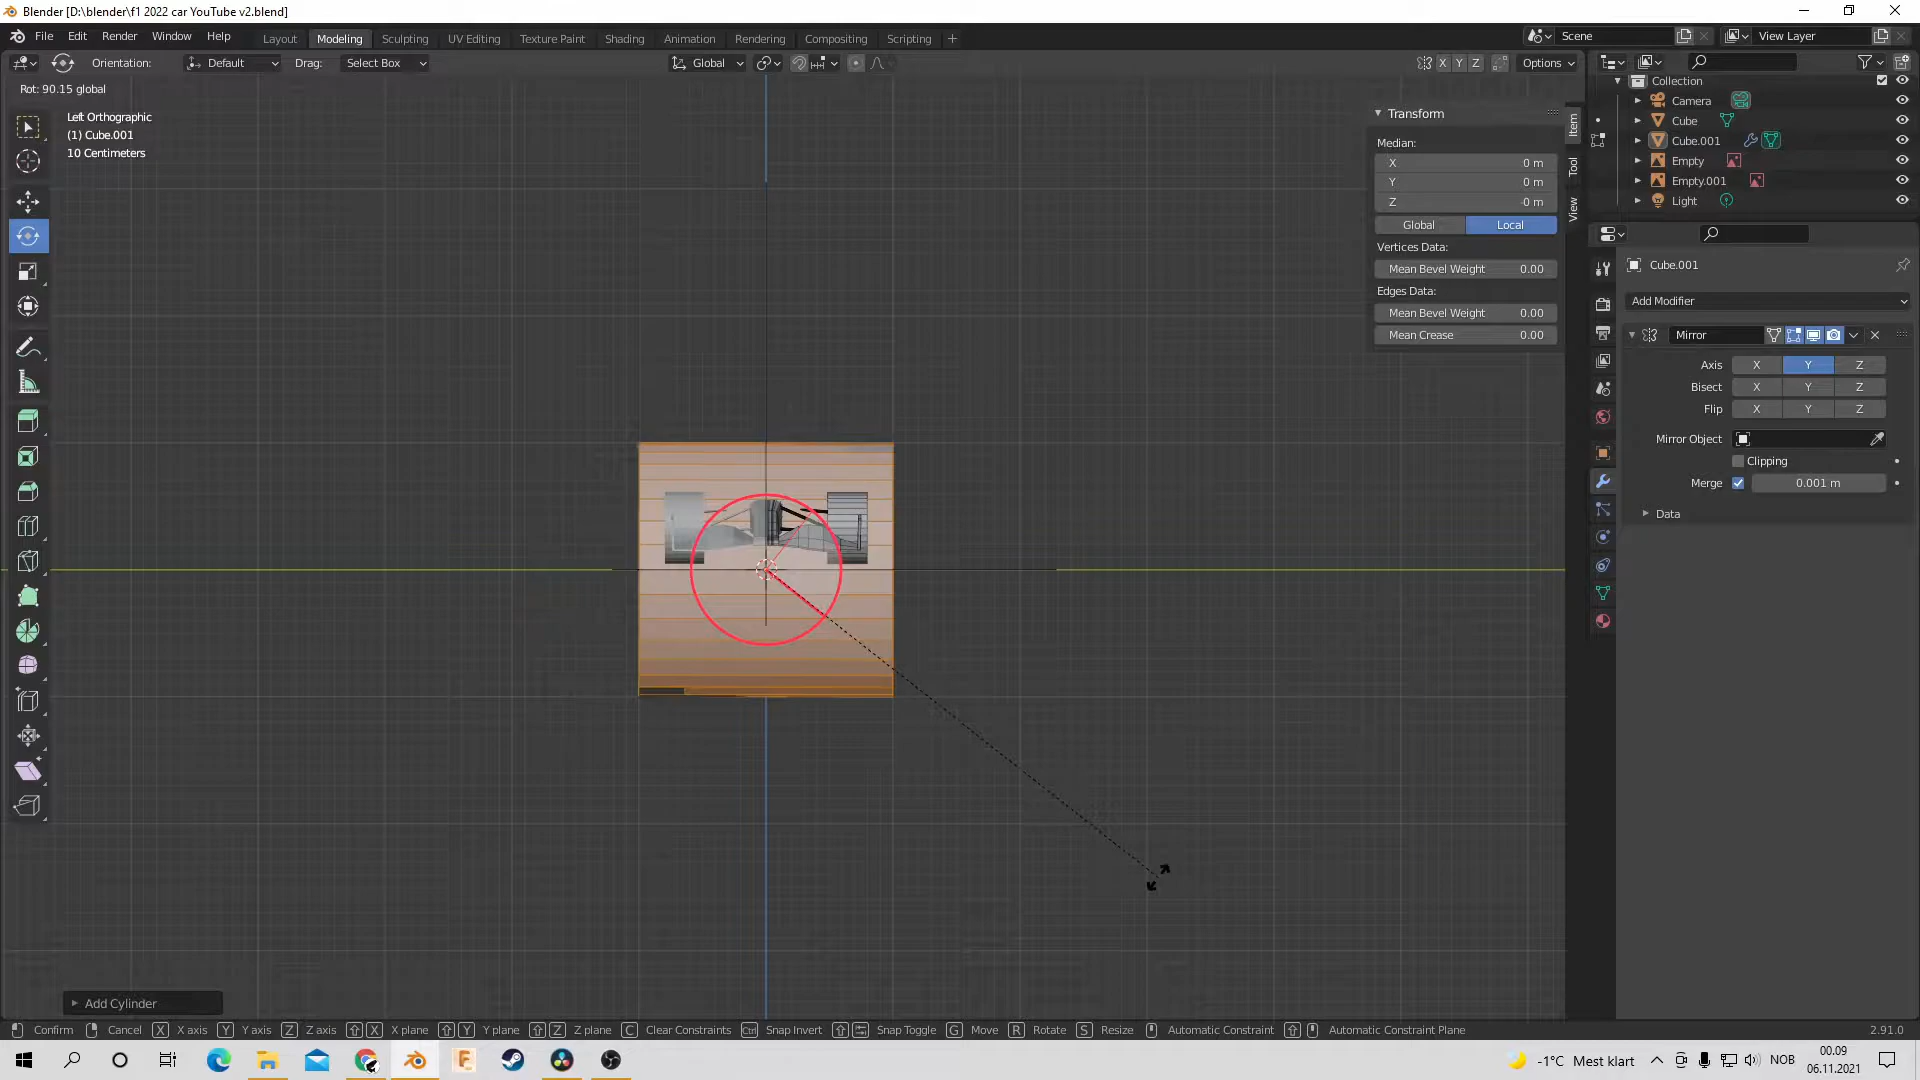 Blender [D:\blender\f1 2022 car YouTube v2.blend]
File Edit Render Window Help Layout Modeling Sculpting UV Editing Texture Paint Shading Animation Rendering Compositing Scripting Scene View Layer
Orientation: Default Drag: Select Box Global X Y Z Options
Rot: 90.15 global
Left Orthographic
(1) Cube.001
10 Centimeters
Transform
Median:
X 0 m
Y 0 m
Z -0 m
Global Local
Vertices Data:
Mean Bevel Weight 0.00
Edges Data:
Mean Bevel Weight 0.00
Mean Crease 0.00
Item
Tool
View
Collection
Camera
Cube
Cube.001
Empty
Empty.001
Light
Cube.001
Add Modifier
Mirror
Axis X Y Z
Bisect X Y Z
Flip X Y Z
Mirror Object
Clipping
Merge 0.001 m
Data
Add Cylinder
Confirm Cancel X X axis Y Y axis Z Z axis X X plane Y Y plane Z Z plane C Clear Constraints Ctrl Snap Invert Snap Toggle G Move R Rotate S Resize Automatic Constraint Automatic Constraint Plane 2.91.0
-1°C Mest klart NOB 00.09
06.11.2021